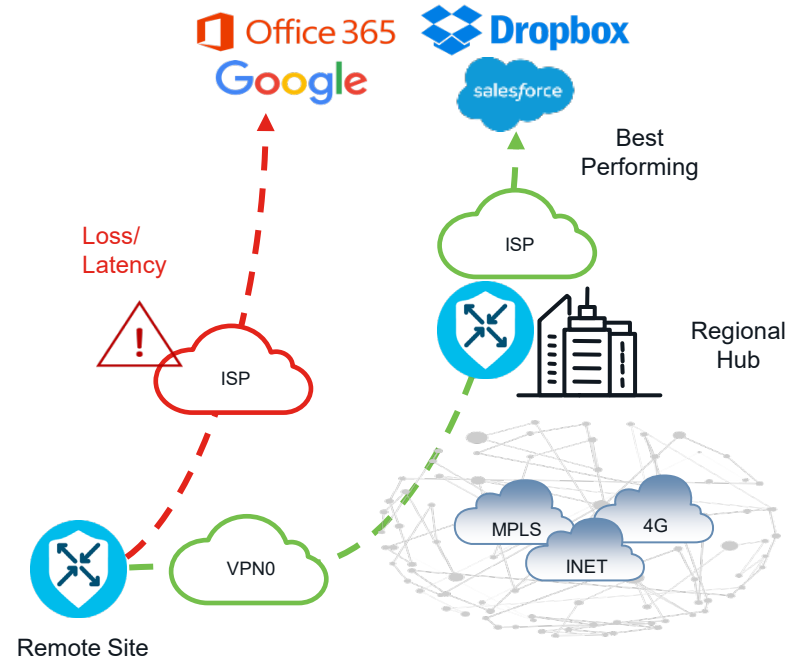 Office 365
Dropbox
Google
salesforce
Best
Performing
Loss/
Latency
ISP
!
Regional
Hub
ISP
MPLS
4G
INET
VPN0
Remote Site